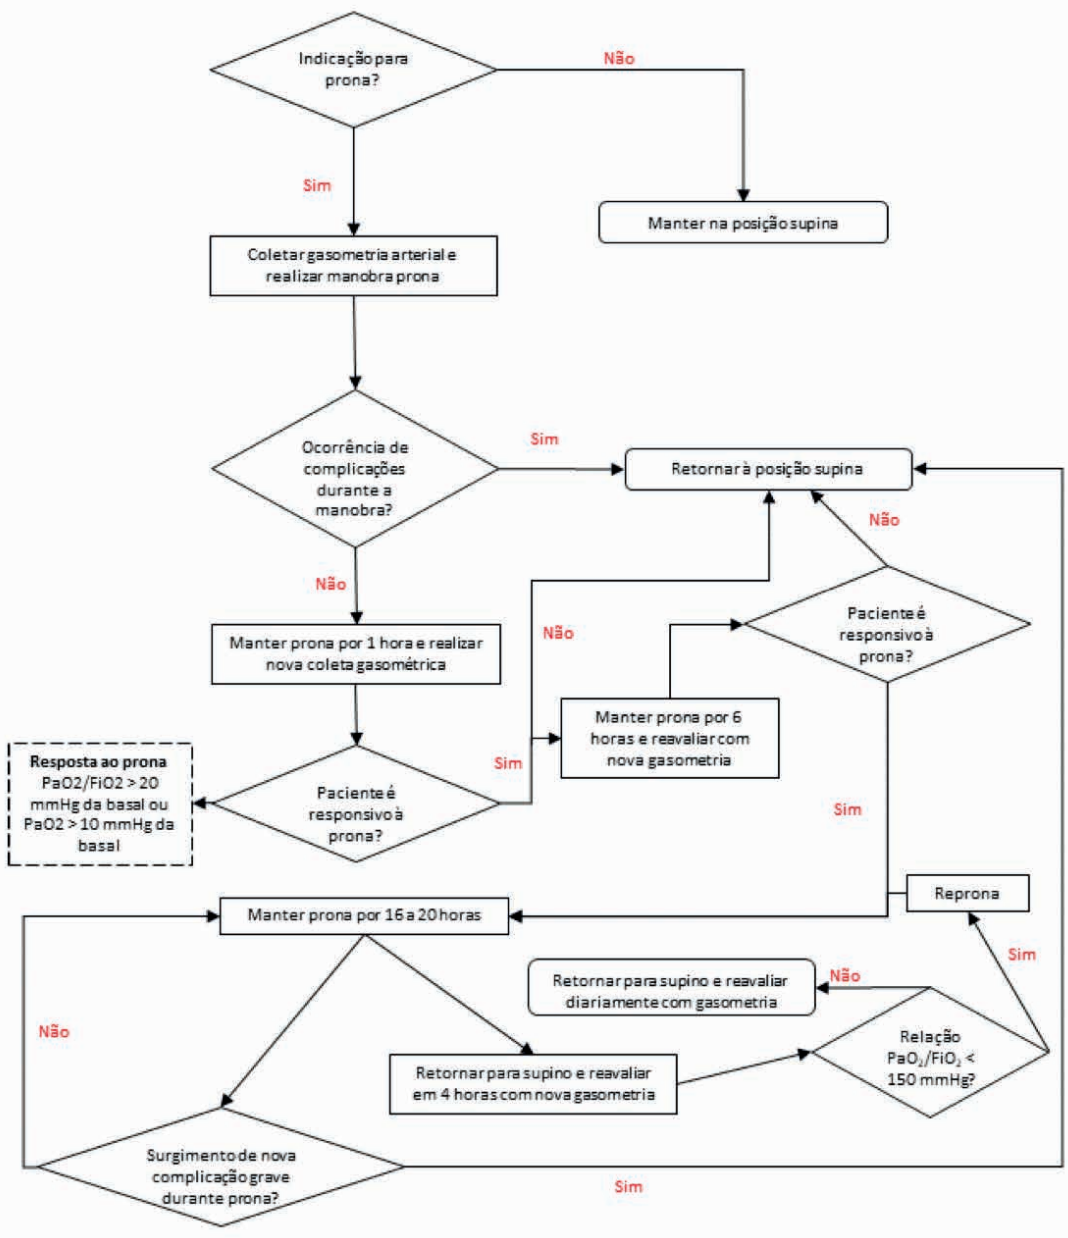 Indicação para
prona?
Não
Sim
Manter na posição supina
Coletar gasometria arterial e
realizar manobra prona
Ocorrência de
complicações
durante a
manobra?
Sim
Retornar à posição supina
Não
Não
Manter prona por 1 hora e realizar
nova coleta gasométrica
Não
Paciente é
responsivo à
prona?
Manter prona por 6
horas e reavaliar com
nova gasometria
Sim
Resposta ao prona
PaO2/FiO2 > 20
mmHg da basal ou
PaO2 > 10 mmHg da
basal
Paciente é
responsivo à
prona?
Sim
Reprona
Manter prona por 16 a 20 horas
Sim
Retornar para supino e reavaliar
diariamente com gasometria
Não
Não
Relação
PaO₂/FiO₂ <
150 mmHg?
Retornar para supino e reavaliar
em 4 horas com nova gasometria
Surgimento de nova
complicação grave
durante prona?
Sim